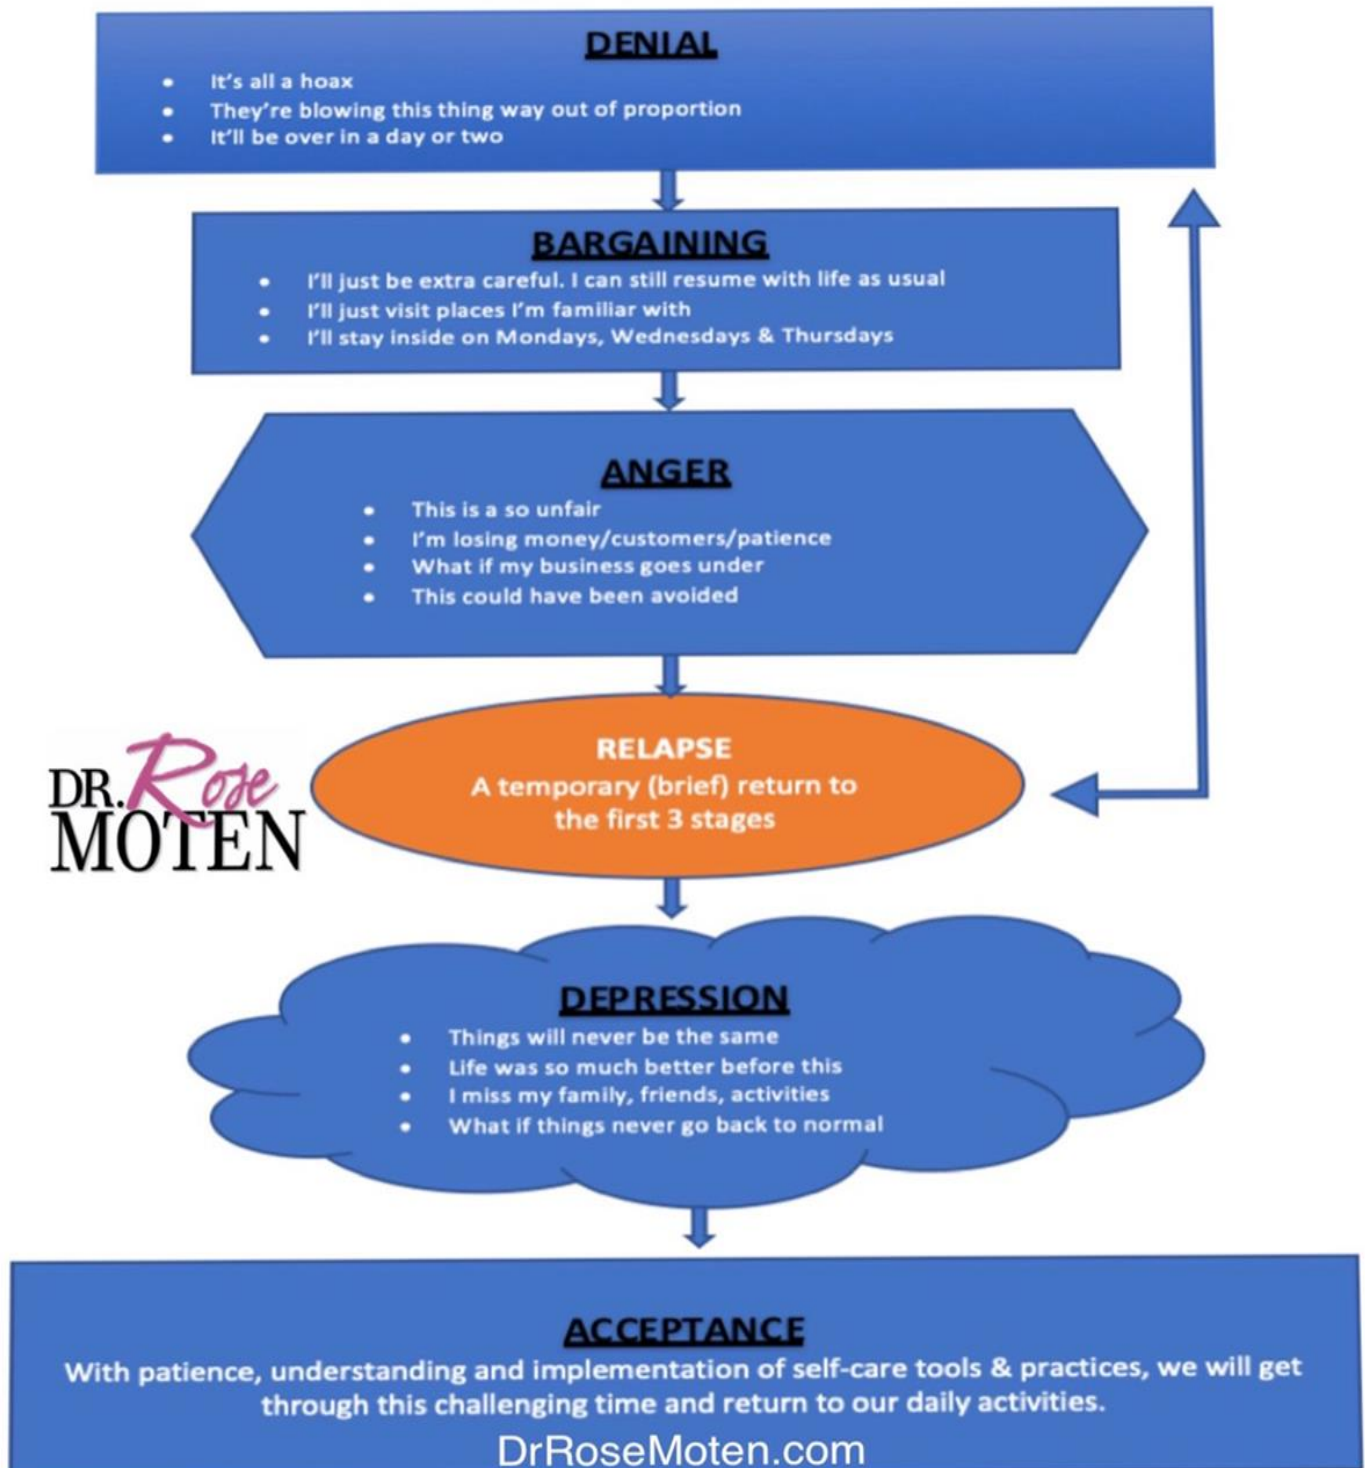 DENIAL
• It's all a hoax
• They're blowing this thing way out of proportion
• It'll be over in a day or two
BARGAINING
• I'll just be extra careful. I can still resume with life as usual
• I'll just visit places I'm familiar with
• I'll stay inside on Mondays, Wednesdays & Thursdays
ANGER
• This is a so unfair
• I'm losing money/customers/patience
• What if my business goes under
• This could have been avoided
RELAPSE
A temporary (brief) return to
the first 3 stages
DR. Rose
MOTEN
DEPRESSION
• Things will never be the same
• Life was so much better before this
• I miss my family, friends, activities
• What if things never go back to normal
ACCEPTANCE
With patience, understanding and implementation of self-care tools & practices, we will get
through this challenging time and return to our daily activities.
DrRoseMoten.com